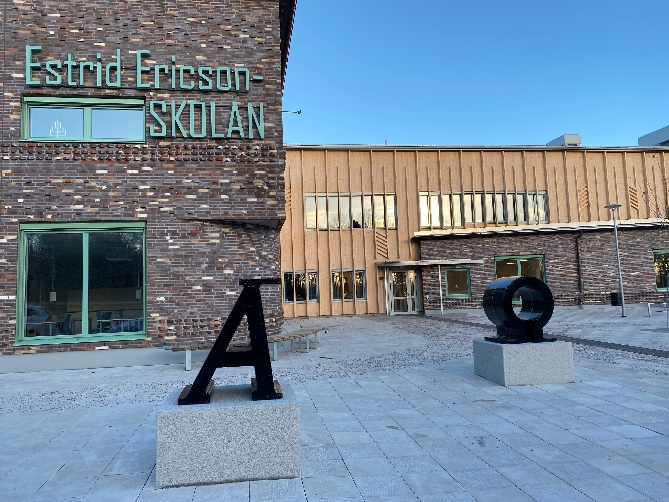 Estrid Ericson-
SKOLAN
A
Ω